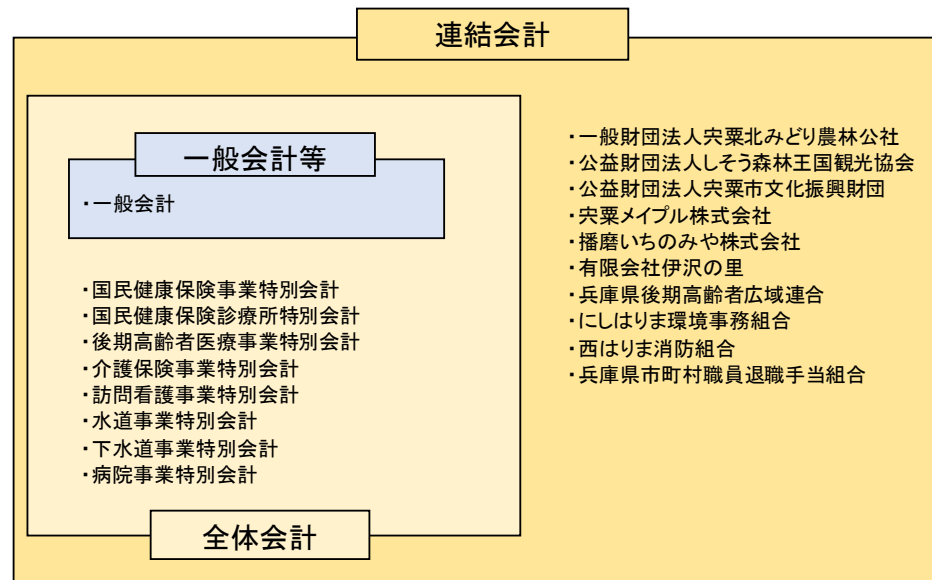 連結会計
一般会計等
・一般会計
・国民健康保険事業特別会計
・国民健康保険診療所特別会計
・後期高齢者医療事業特別会計
・介護保険事業特別会計
・訪問看護事業特別会計
・水道事業特別会計
・下水道事業特別会計
・病院事業特別会計
全体会計
・一般財団法人宍粟北みどり農林公社
・公益財団法人しそう森林王国観光協会
・公益財団法人宍粟市文化振興財団
・宍粟メイプル株式会社
・播磨いちのみや株式会社
・有限会社伊沢の里
・兵庫県後期高齢者広域連合
・にしはりま環境事務組合
・西はりま消防組合
・兵庫県市町村職員退職手当組合